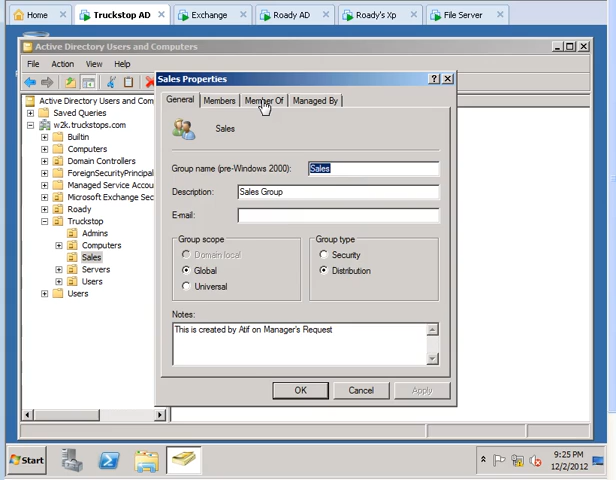 Home
Truckstop AD
Exchange
Roady AD
Roady's Xp
File Server
Active Directory Users and Computers
File Action View Help
Active Directory Users and Com
Saved Queries
w2k.truckstops.com
Builtin
Computers
Domain Controllers
ForeignSecurityPrincipal
Managed Service Accou
Microsoft Exchange Sec
Roady
Truckstop
Admins
Computers
Sales
Servers
Users
Users
Sales Properties
General Members Member Of Managed By
Sales
Group name (pre-Windows 2000): Sales
Description: Sales Group
E-mail:
Group scope
Domain local
Global
Universal
Group type
Security
Distribution
Notes:
This is created by Atif on Manager's Request
OK Cancel Apply
Start
9:25 PM
12/2/2012